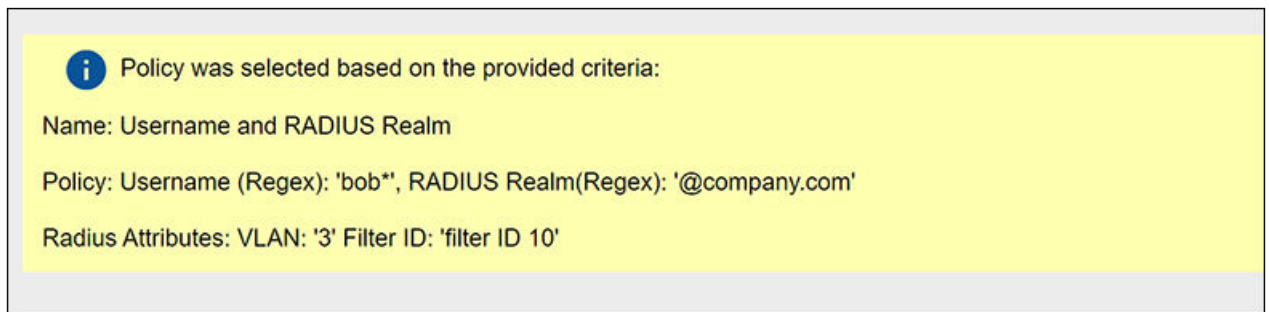 Policy was selected based on the provided criteria:
Name: Username and RADIUS Realm
Policy: Username (Regex): 'bob*', RADIUS Realm(Regex): '@company.com'
Radius Attributes: VLAN: '3' Filter ID: 'filter ID 10'